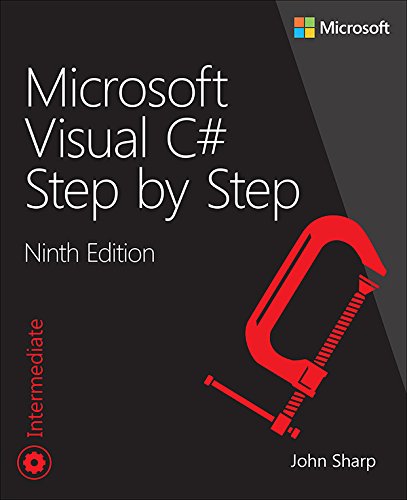 Microsoft
Microsoft
Visual C#
Step by Step
Ninth Edition
Intermediate
John Sharp